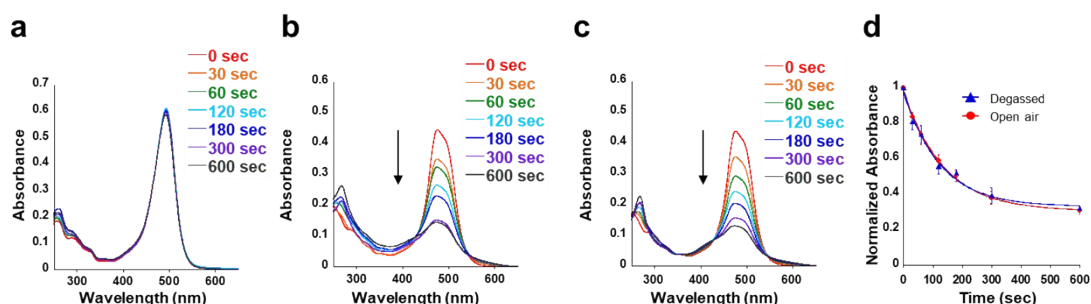 a
0 sec
30 sec
60 sec
120 sec
180 sec
300 sec
600 sec
0.7
0.6
0.5
0.4
0.3
0.2
0.1
0
300
400
500
600
Absorbance
Wavelength (nm)
b
0 sec
30 sec
60 sec
120 sec
180 sec
300 sec
600 sec
0.6
0.5
0.4
0.3
0.2
0.1
0
300
400
500
600
Absorbance
Wavelength (nm)
c
0 sec
30 sec
60 sec
120 sec
180 sec
300 sec
600 sec
0.6
0.5
0.4
0.3
0.2
0.1
0
300
400
500
600
Absorbance
Wavelength (nm)
d
Degassed
Open air
1
0.8
0.6
0.4
0.2
0
0
100
200
300
400
500
600
Normalized Absorbance
Time (sec)